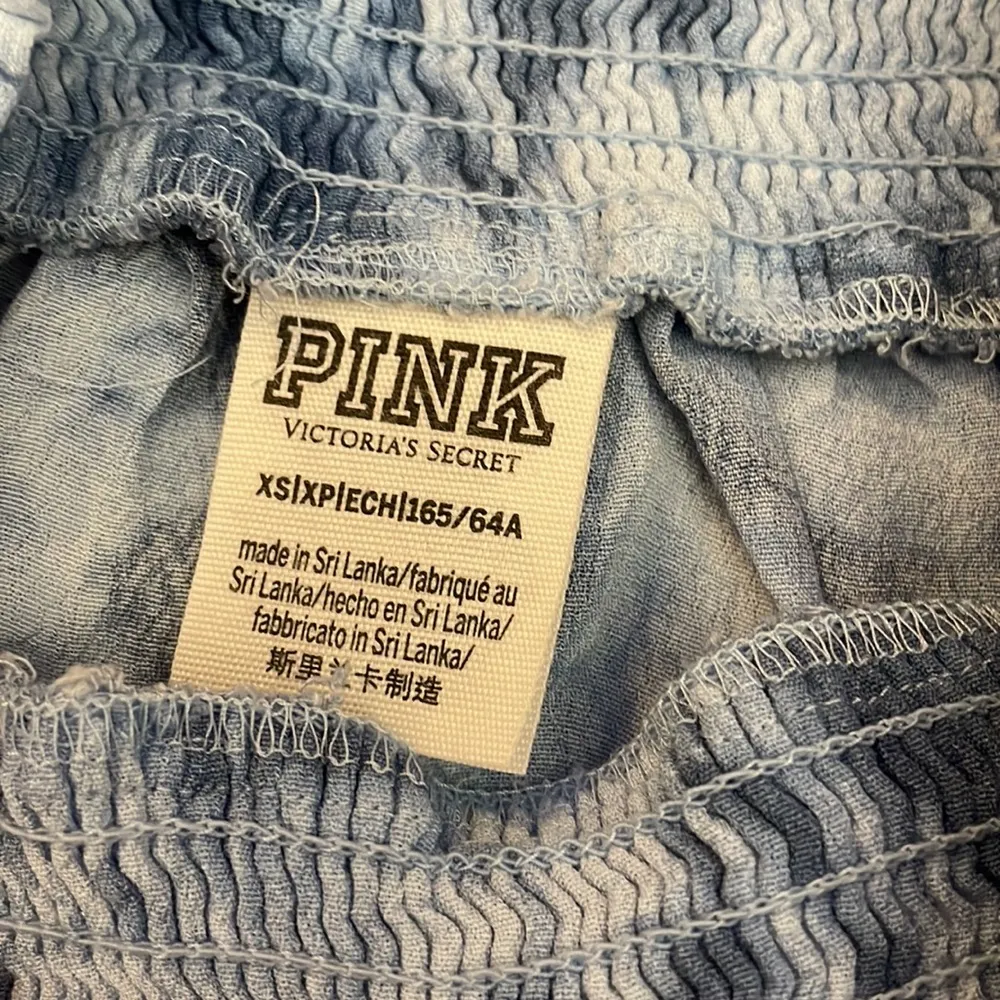 PINK
VICTORIA'S SECRET
XS|XP|ECH|165/64A
made in Sri Lanka/fabriqué au
Sri Lanka/hecho en Sri Lanka/
fabbricato in Sri Lanka/
斯里兰卡制造